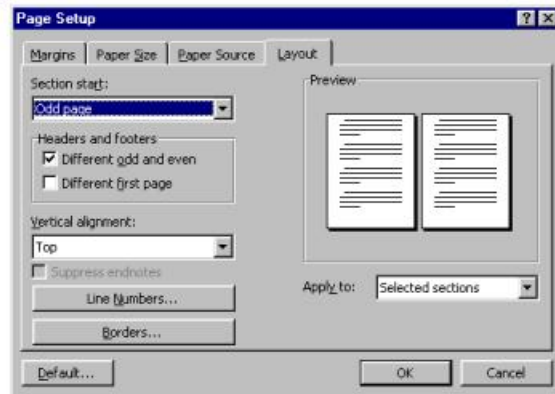 Page Setup
Margins
Paper Size
Paper Source
Layout
Section start:
Odd page
Headers and footers
Different odd and even
Different first page
Vertical alignment:
Top
Suppress endnotes
Line Numbers...
Borders...
Preview
Apply to:
Selected sections
Default...
OK
Cancel